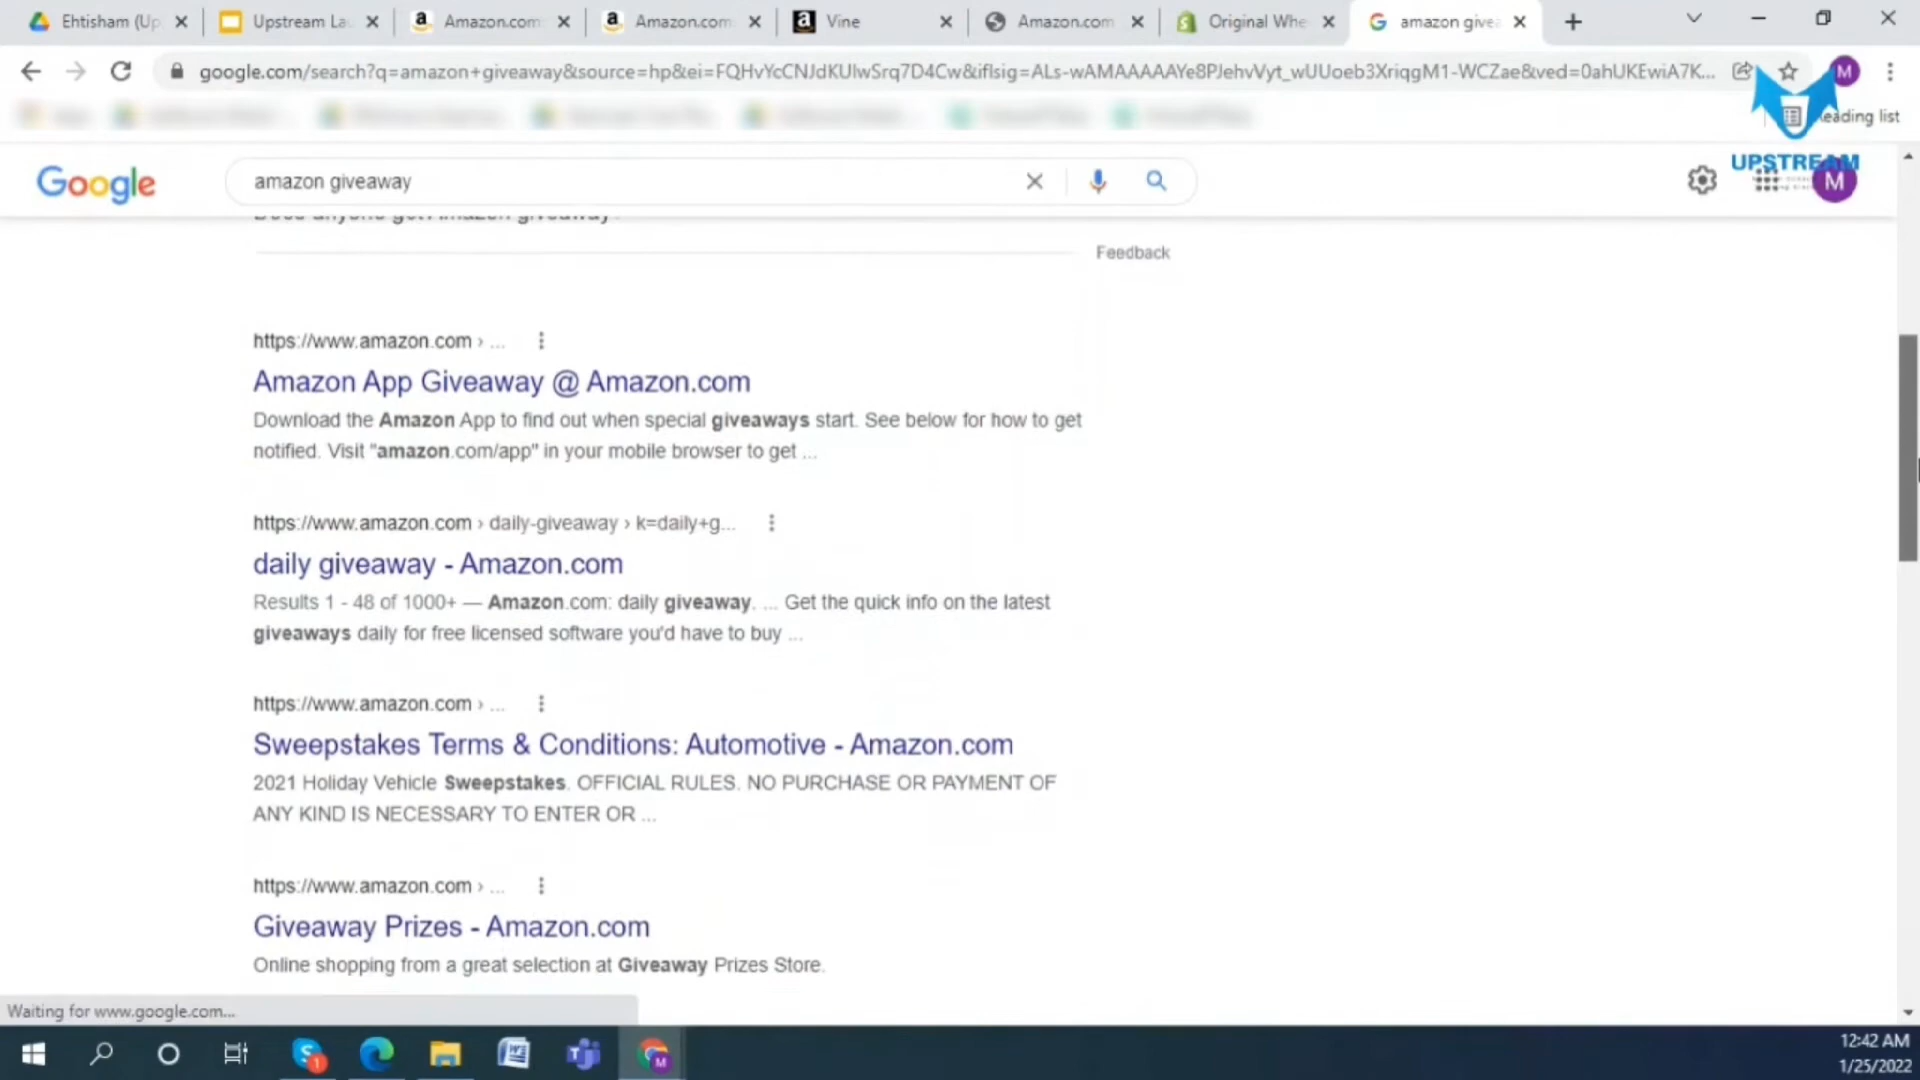 Ehtisham (Up
Upstream La
Amazon.com
Amazon.com
Vine
Amazon.com
Original Whe
amazon givea
google.com/search?q=amazon+giveaway&source=hp&ei=FQHvYcCNJdKUlwSrq7D4Cw&iflsig=ALs-wAMAAAAAYe8PJehvVyt_wUUoeb3XriqgM1-WCZae&ved=0ahUKEwiA7K...
M
eading list
UPSTREAM
Google
amazon giveaway
M
Does anyone get Amazon giveaway?
Feedback
https://www.amazon.com › ...
Amazon App Giveaway @ Amazon.com
Download the Amazon App to find out when special giveaways start. See below for how to get
notified. Visit "amazon.com/app" in your mobile browser to get ...
https://www.amazon.com › daily-giveaway › k=daily+g...
daily giveaway - Amazon.com
Results 1 - 48 of 1000+ — Amazon.com: daily giveaway. ... Get the quick info on the latest
giveaways daily for free licensed software you'd have to buy ...
https://www.amazon.com › ...
Sweepstakes Terms & Conditions: Automotive - Amazon.com
2021 Holiday Vehicle Sweepstakes. OFFICIAL RULES. NO PURCHASE OR PAYMENT OF
ANY KIND IS NECESSARY TO ENTER OR ...
https://www.amazon.com › ...
Giveaway Prizes - Amazon.com
Online shopping from a great selection at Giveaway Prizes Store.
Waiting for www.google.com...
12:42 AM
1/25/2022